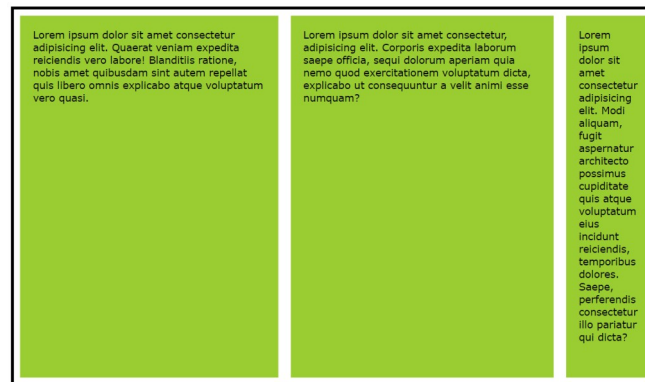 Lorem ipsum dolor sit amet consectetur
adipisicing elit. Quaerat veniam expedita
reiciendis vero labore! Blanditiis ratione,
nobis amet quibusdam sint autem repellat
quis libero omnis explicabo atque voluptatum
vero quasi.
Lorem ipsum dolor sit amet consectetur,
adipisicing elit. Corporis expedita laborum
saepe officia, sequi dolorum aperiam quia
nemo quod exercitationem voluptatum dicta,
explicabo ut consequuntur a velit animi esse
numquam?
Lorem
ipsum
dolor sit
amet
consectetur
adipisicing
elit. Modi
aliquam,
fugit
aspernatur
architecto
possimus
cupiditate
quis atque
voluptatum
eius
incidunt
reiciendis,
temporibus
dolores.
Saepe,
perferendis
consectetur
illo pariatur
qui dicta?